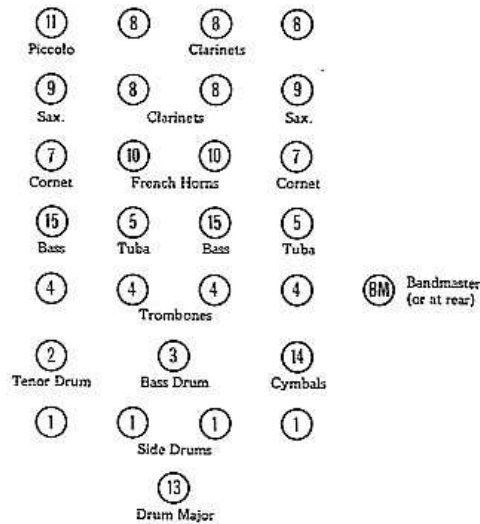 11 8 8 8
Piccolo Clarinets
9 8 8 9
Sax. Clarinets Sax.
7 10 10 7
Cornet French Horns Cornet
15 5 15 5
Bass Tuba Bass Tuba
4 4 4 4 BM Bandmaster
(or at rear)
Trombones
2 3 14
Tenor Drum Bass Drum Cymbals
1 1 1 1
Side Drums
13
Drum Major